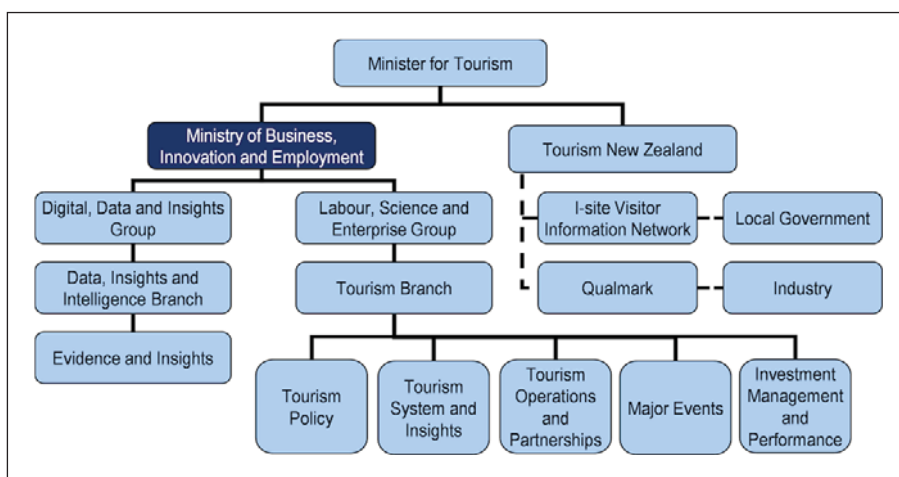 Minister for Tourism
Ministry of Business,
Innovation and Employment
Tourism New Zealand
Digital, Data and Insights
Group
Labour, Science and
Enterprise Group
I-site Visitor
Information Network
Local Government
Data, Insights and
Intelligence Branch
Tourism Branch
Qualmark
Industry
Evidence and Insights
Tourism
Policy
Tourism
System and
Insights
Tourism
Operations
and
Partnerships
Major Events
Investment
Management
and
Performance